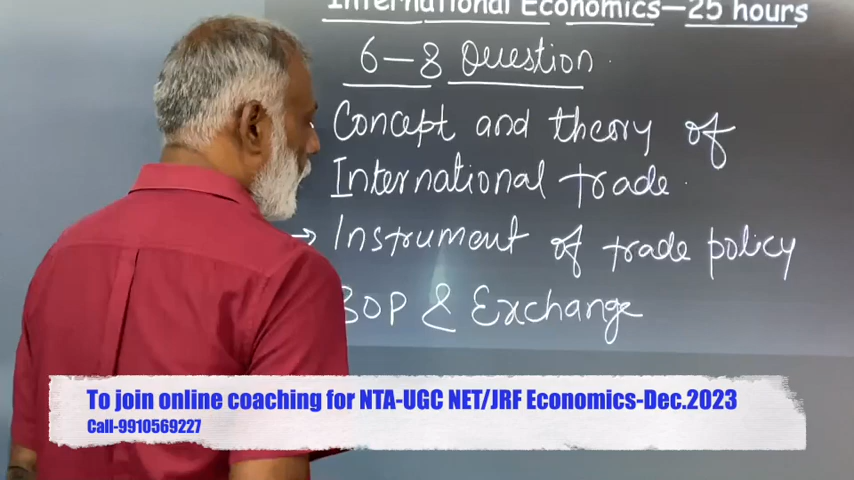 International Economics—25 hours
6-8 Question
Concept and theory of
International trade
→ Instrument of trade policy
BOP & Exchange
To join online coaching for NTA-UGC NET/JRF Economics-Dec.2023
Call-9910569227